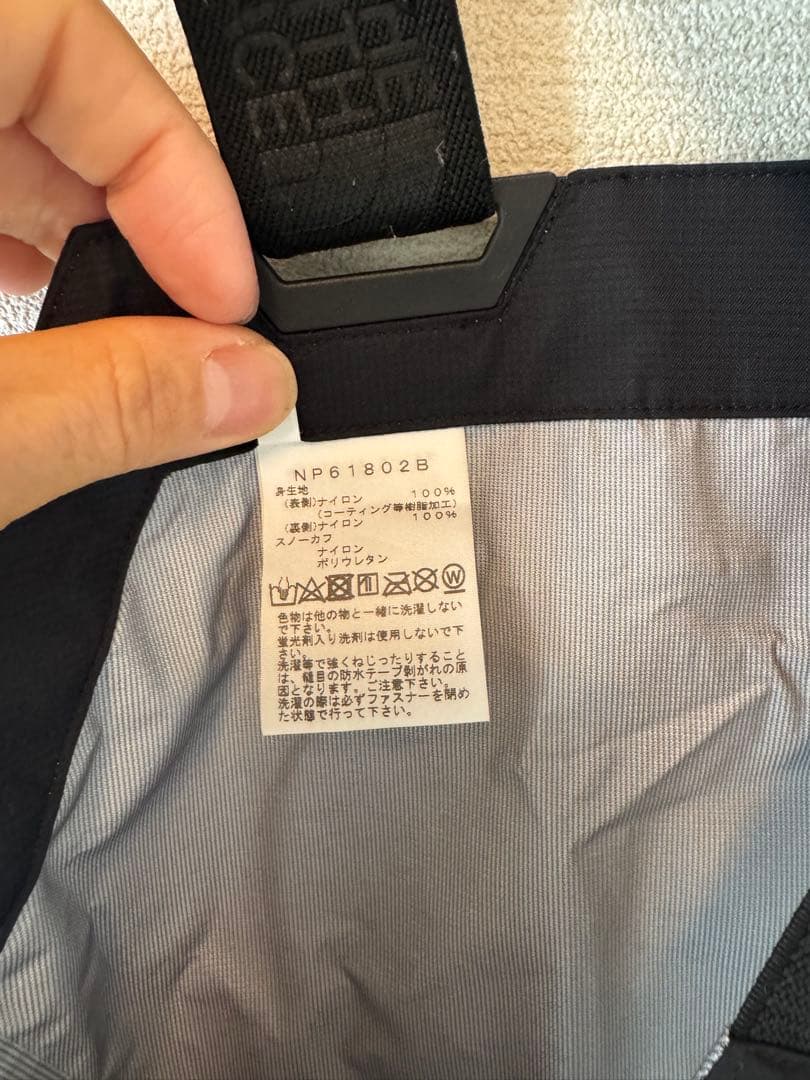 NP61802B
身生地
(表側)ナイロン 100%
(コーティング等樹脂加工)
(裏側)ナイロン 100%
スノーカフ
ナイロン
ポリウレタン
W
色物は他の物と一緒に洗濯しない
で下さい。
蛍光剤入り洗剤は使用しないで下
さい。
洗濯等で強くねじったりすること
は、縫目の防水テープ剝がれの原
因となります。ご注意下さい。
洗濯の際は必ずファスナーを閉め
た状態で行って下さい。